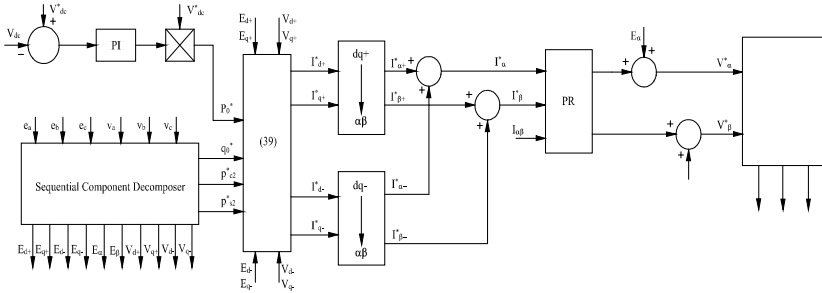 V*dc
V*dc
Vdc
−
PI
Ed+
Eq+
Vd+
Vq+
P0*
(39)
I*d+
I*q+
dq+
αβ
I*α+
I*β+
+
+
I*α
+
+
I*β
Iαβ
PR
Eα
+
+
V*α
+
+
V*β
ea
eb
ec
va
vb
vc
Sequential Component Decomposer
q0*
p*c2
p*s2
I*d-
I*q-
dq-
αβ
I*α−
I*β−
Ed+
Eq+
Ed-
Eq-
Eα
Eβ
Vd+
Vq+
Vd-
Vq-
Ed-
Eq-
Vd-
Vq-